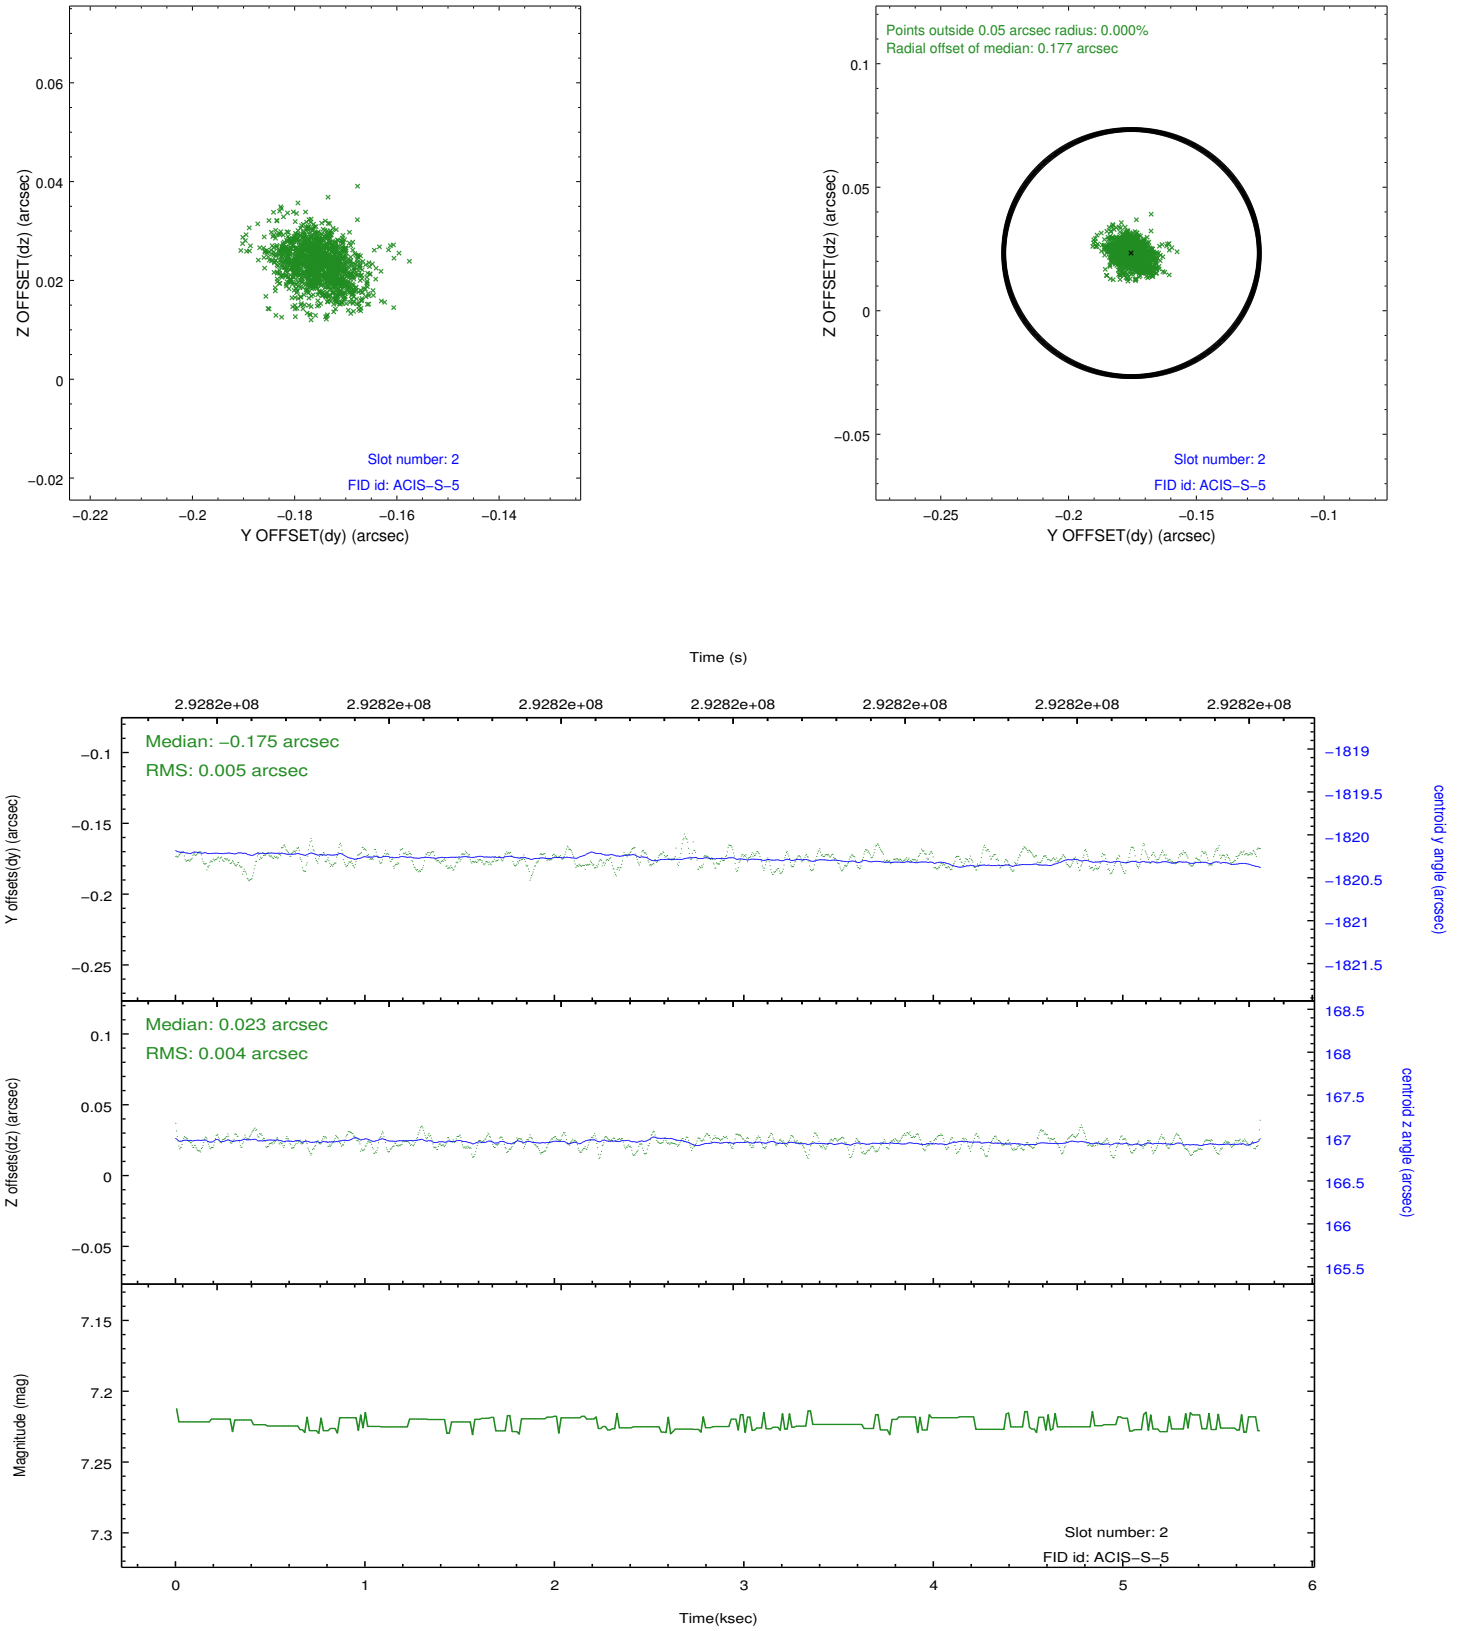 0.06
0.04
0.02
0
−0.02
Z OFFSET(dz) (arcsec)
Slot number: 2
FID id: ACIS−S−5
−0.22 −0.2 −0.18 −0.16 −0.14
Y OFFSET(dy) (arcsec)
Points outside 0.05 arcsec radius: 0.000%
Radial offset of median: 0.177 arcsec
0.1
0.05
0
−0.05
Z OFFSET(dz) (arcsec)
Slot number: 2
FID id: ACIS−S−5
−0.25 −0.2 −0.15 −0.1
Y OFFSET(dy) (arcsec)
Time (s)
2.9282e+08 2.9282e+08 2.9282e+08 2.9282e+08 2.9282e+08 2.9282e+08 2.9282e+08
Median: −0.175 arcsec
RMS: 0.005 arcsec
−0.1
−0.15
−0.2
−0.25
Y offsets(dy) (arcsec)
−1819
−1819.5
−1820
−1820.5
−1821
−1821.5
centroid y angle (arcsec)
Median: 0.023 arcsec
RMS: 0.004 arcsec
0.1
0.05
0
−0.05
Z offsets(dz) (arcsec)
168.5
168
167.5
167
166.5
166
165.5
centroid z angle (arcsec)
7.15
7.2
7.25
7.3
Magnitude (mag)
Slot number: 2
FID id: ACIS−S−5
0 1 2 3 4 5 6
Time(ksec)